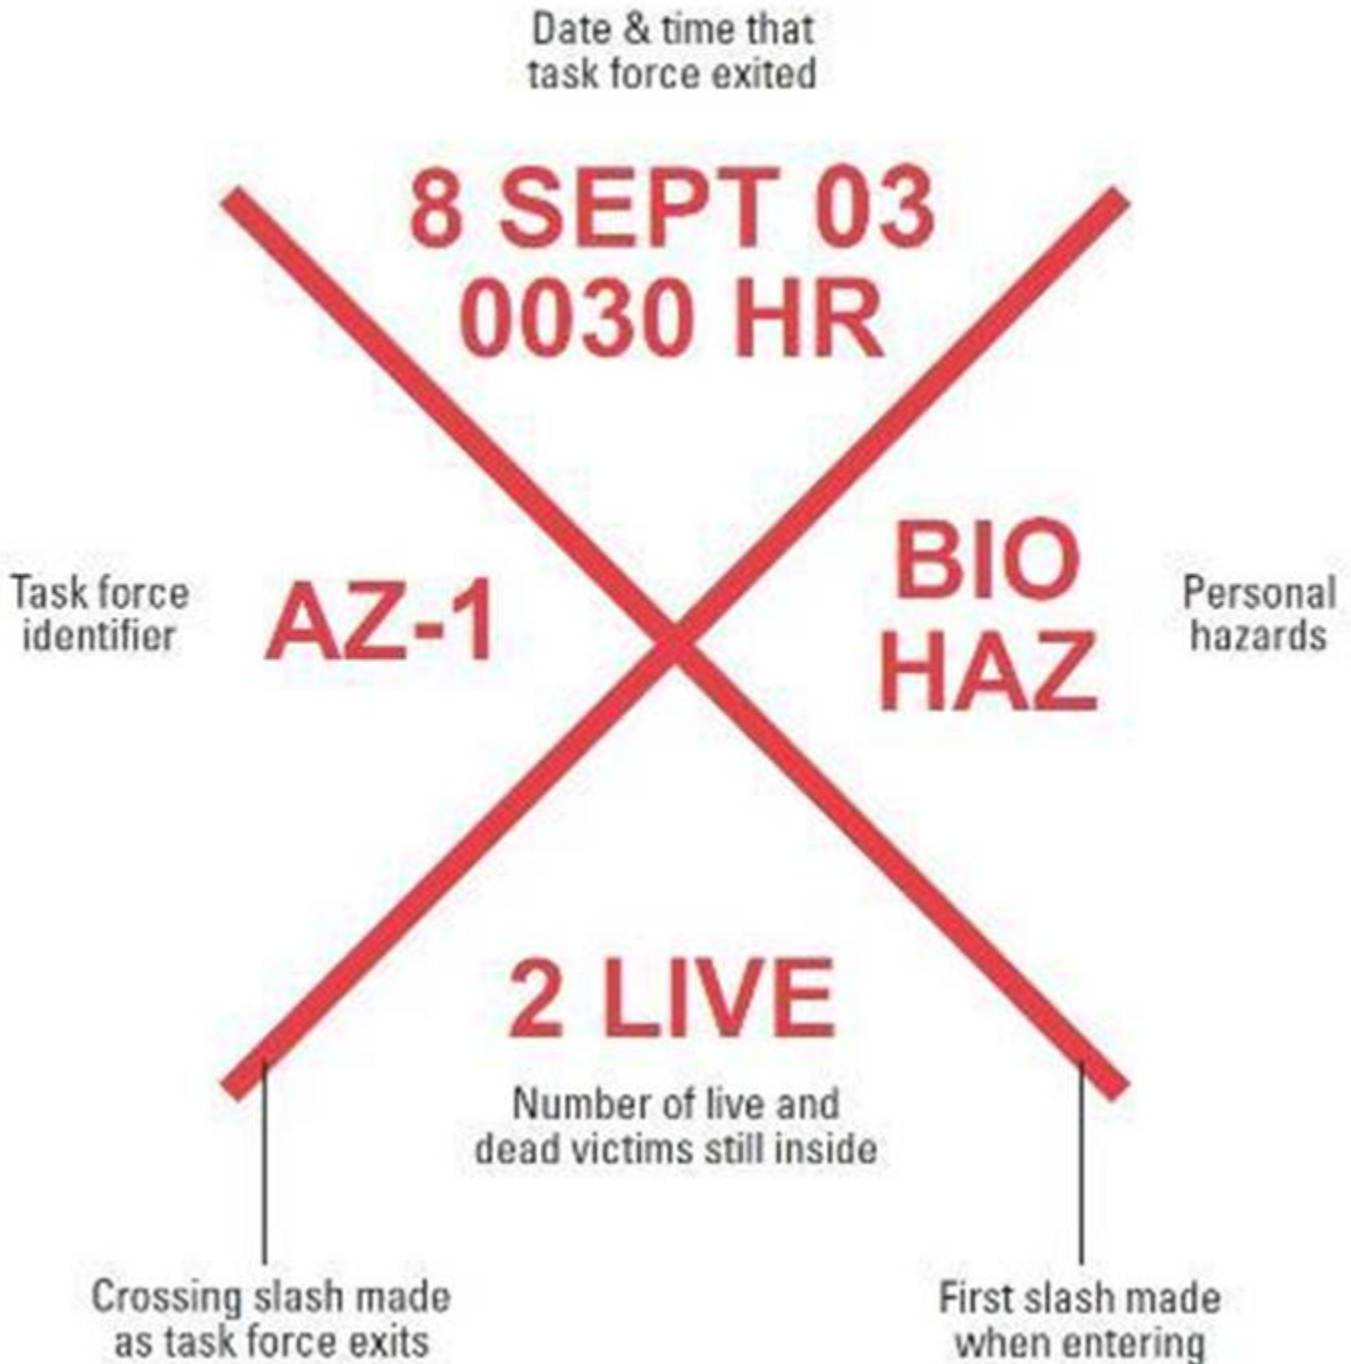 Date & time that
task force exited
8 SEPT 03
0030 HR
Task force
identifier
AZ-1
BIO
HAZ
Personal
hazards
2 LIVE
Number of live and
dead victims still inside
Crossing slash made
as task force exits
First slash made
when entering